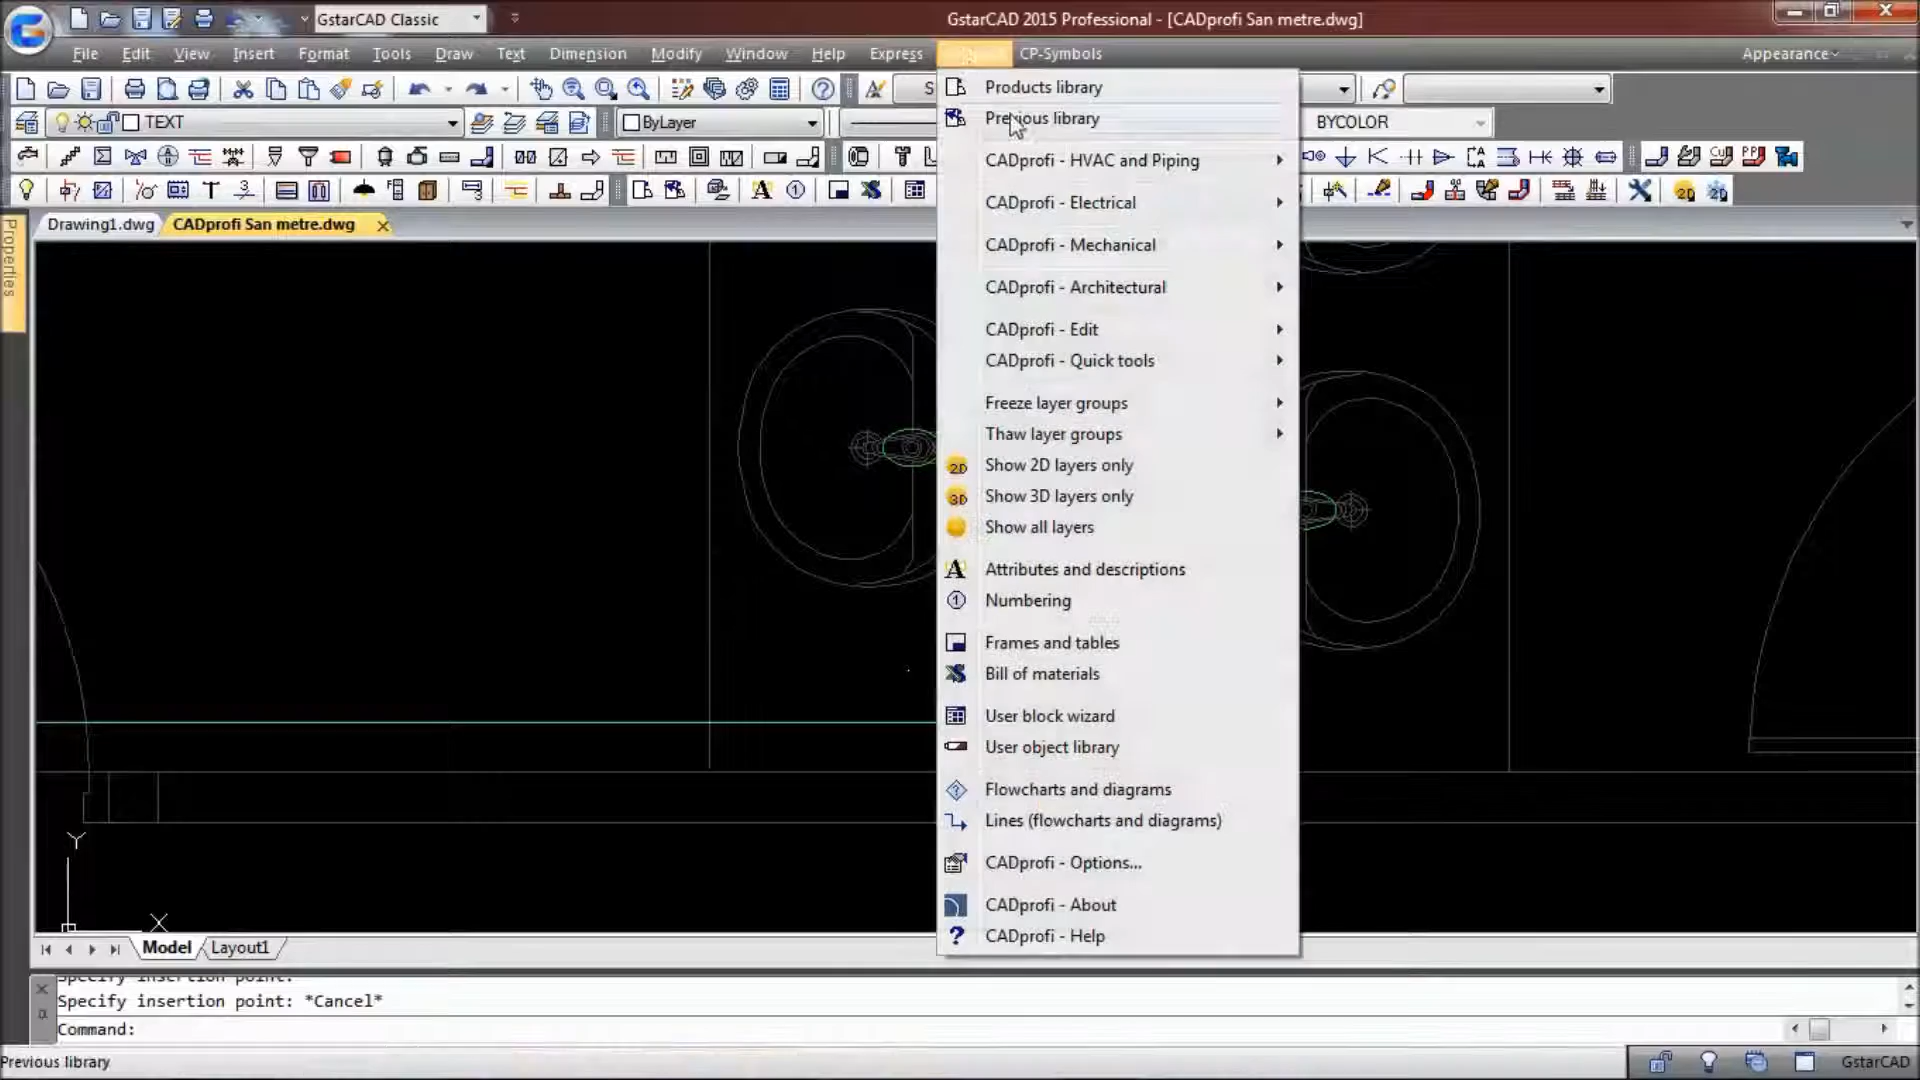 GstarCAD Classic
GstarCAD 2015 Professional - [CADprofi San metre.dwg]
File Edit View Insert Format Tools Draw Text Dimension Modify Window Help Express CP-Symbols Appearance
S
TEXT ByLayer BYCOLOR
Drawing1.dwg CADprofi San metre.dwg
Properties
Products library
Previous library
CADprofi - HVAC and Piping
CADprofi - Electrical
CADprofi - Mechanical
CADprofi - Architectural
CADprofi - Edit
CADprofi - Quick tools
Freeze layer groups
Thaw layer groups
2D Show 2D layers only
3D Show 3D layers only
Show all layers
Attributes and descriptions
Numbering
Frames and tables
Bill of materials
User block wizard
User object library
Flowcharts and diagrams
Lines (flowcharts and diagrams)
CADprofi - Options...
CADprofi - About
CADprofi - Help
Y
X
Model Layout1
Specify insertion point:
Specify insertion point: *Cancel*
Command:
Previous library
GstarCAD